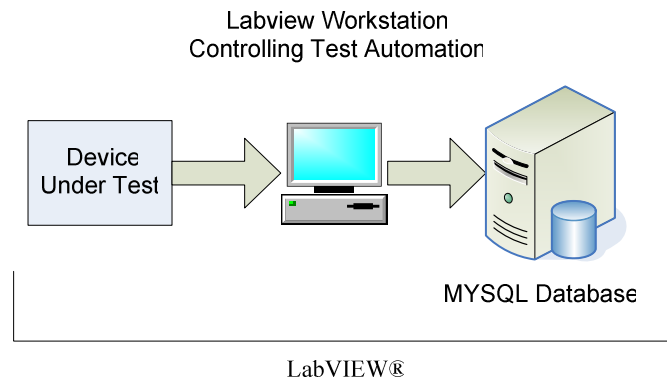 Labview Workstation
Controlling Test Automation
Device
Under Test
MYSQL Database
LabVIEW®